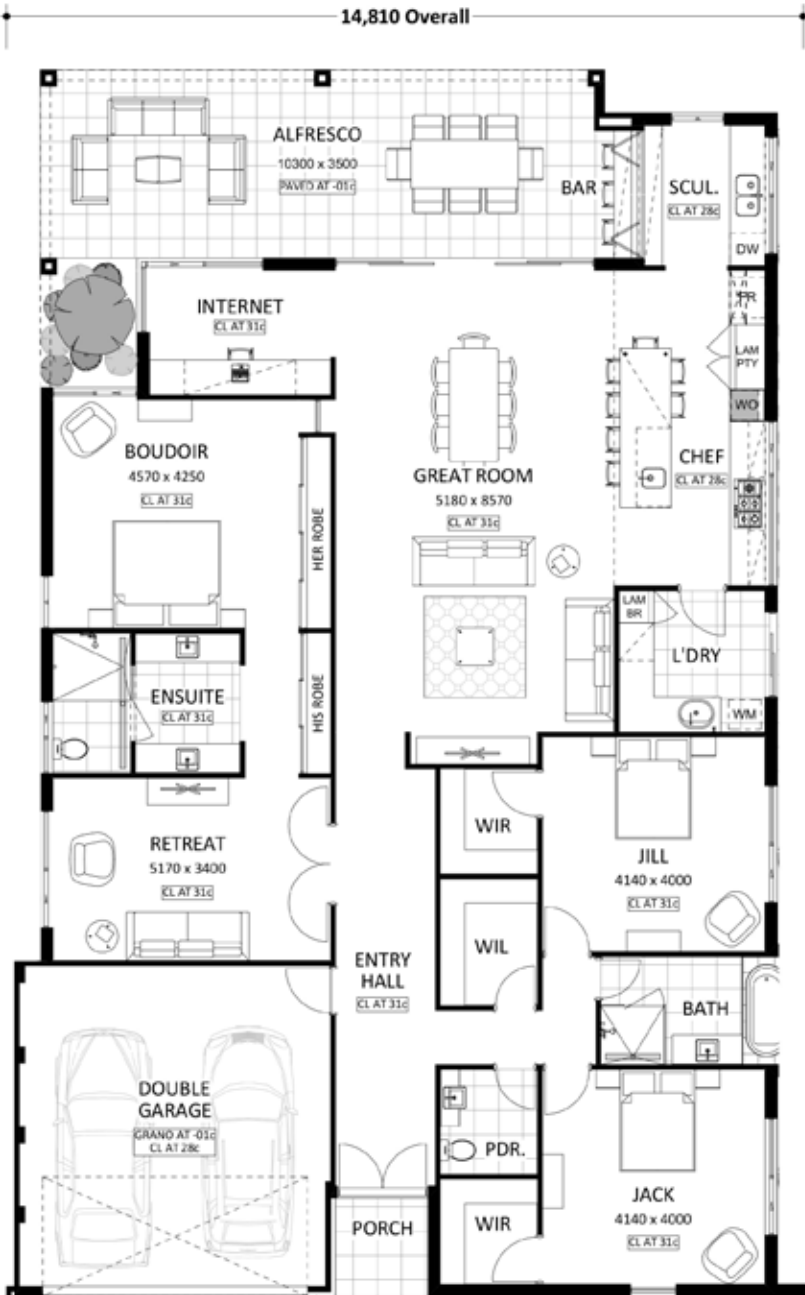 14,810 Overall
ALFRESCO
10300 x 3500
PAVED AT -01c
BAR
SCUL.
CL AT 28c
DW
INTERNET
CL AT 31c
LAM
PTY
WO
BOUDOIR
4570 x 4250
CL AT 31c
GREAT ROOM
5180 x 8570
CL AT 31c
CHEF
CL AT 28c
HER ROBE
LAM
BR
L'DRY
WM
ENSUITE
CL AT 31c
HIS ROBE
RETREAT
5170 x 3400
CL AT 31c
WIR
JILL
4140 x 4000
CL AT 31c
WIL
ENTRY
HALL
CL AT 31c
BATH
DOUBLE
GARAGE
GRANO AT -01c
CL AT 28c
PDR.
PORCH
WIR
JACK
4140 x 4000
CL AT 31c